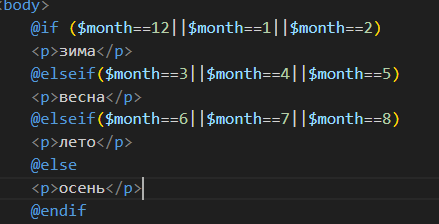 <body>
@if ($month==12||$month==1||$month==2)
<p>зима</p>
@elseif($month==3||$month==4||$month==5)
<p>весна</p>
@elseif($month==6||$month==7||$month==8)
<p>лето</p>
@else
<p>осень</p>
@endif